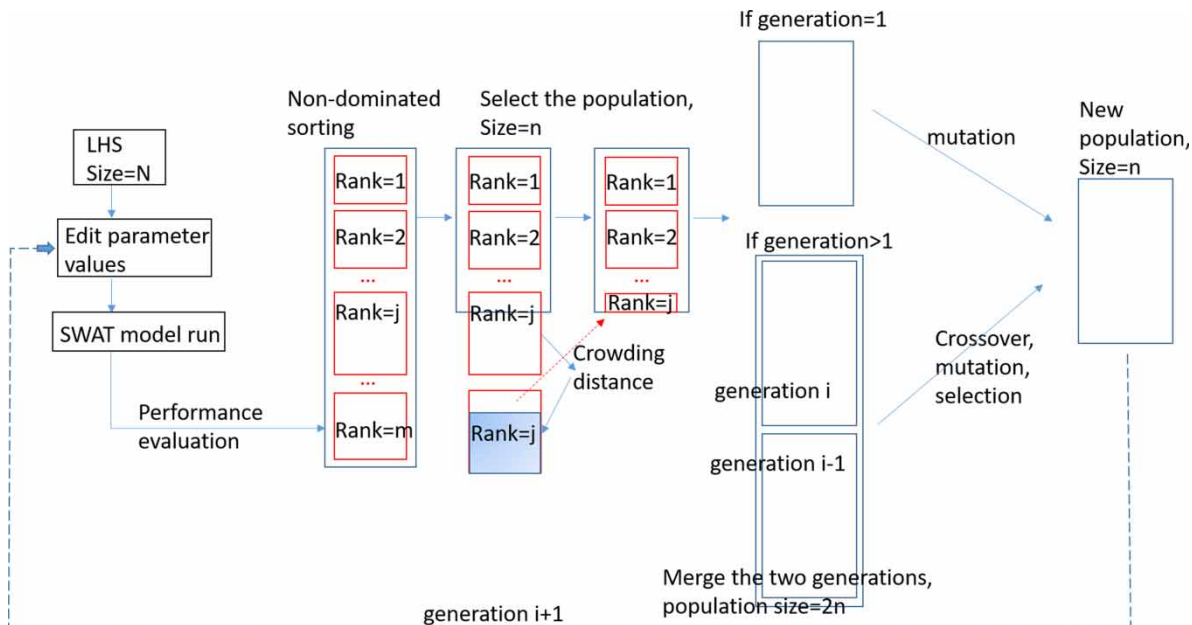 LHS
Size=N
Edit parameter
values
SWAT model run
Performance
evaluation
Non-dominated
sorting
Rank=1
Rank=2
...
Rank=j
...
Rank=m
Select the population,
Size=n
Rank=1
Rank=2
...
Rank=j
Rank=j
Crowding
distance
Rank=1
Rank=2
...
Rank=j
If generation=1
mutation
If generation>1
generation i
generation i-1
Merge the two generations,
population size=2n
Crossover,
mutation,
selection
New
population,
Size=n
generation i+1